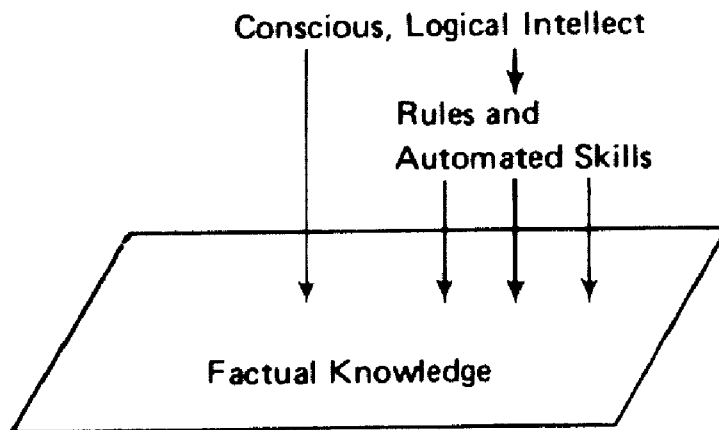 Conscious, Logical Intellect
Rules and
Automated Skills
Factual Knowledge